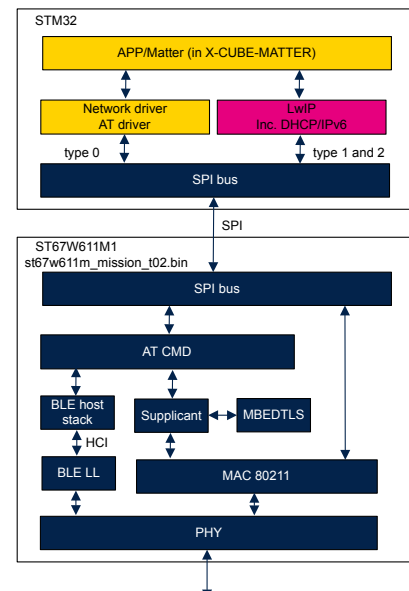 STM32
APP/Matter (in X-CUBE-MATTER)
Network driver
AT driver
LwIP
Inc. DHCP/IPv6
type 0
type 1 and 2
SPI bus
SPI
ST67W611M1
st67w611m_mission_t02.bin
SPI bus
AT CMD
BLE host
stack
Supplicant
MBEDTLS
HCI
BLE LL
MAC 80211
PHY